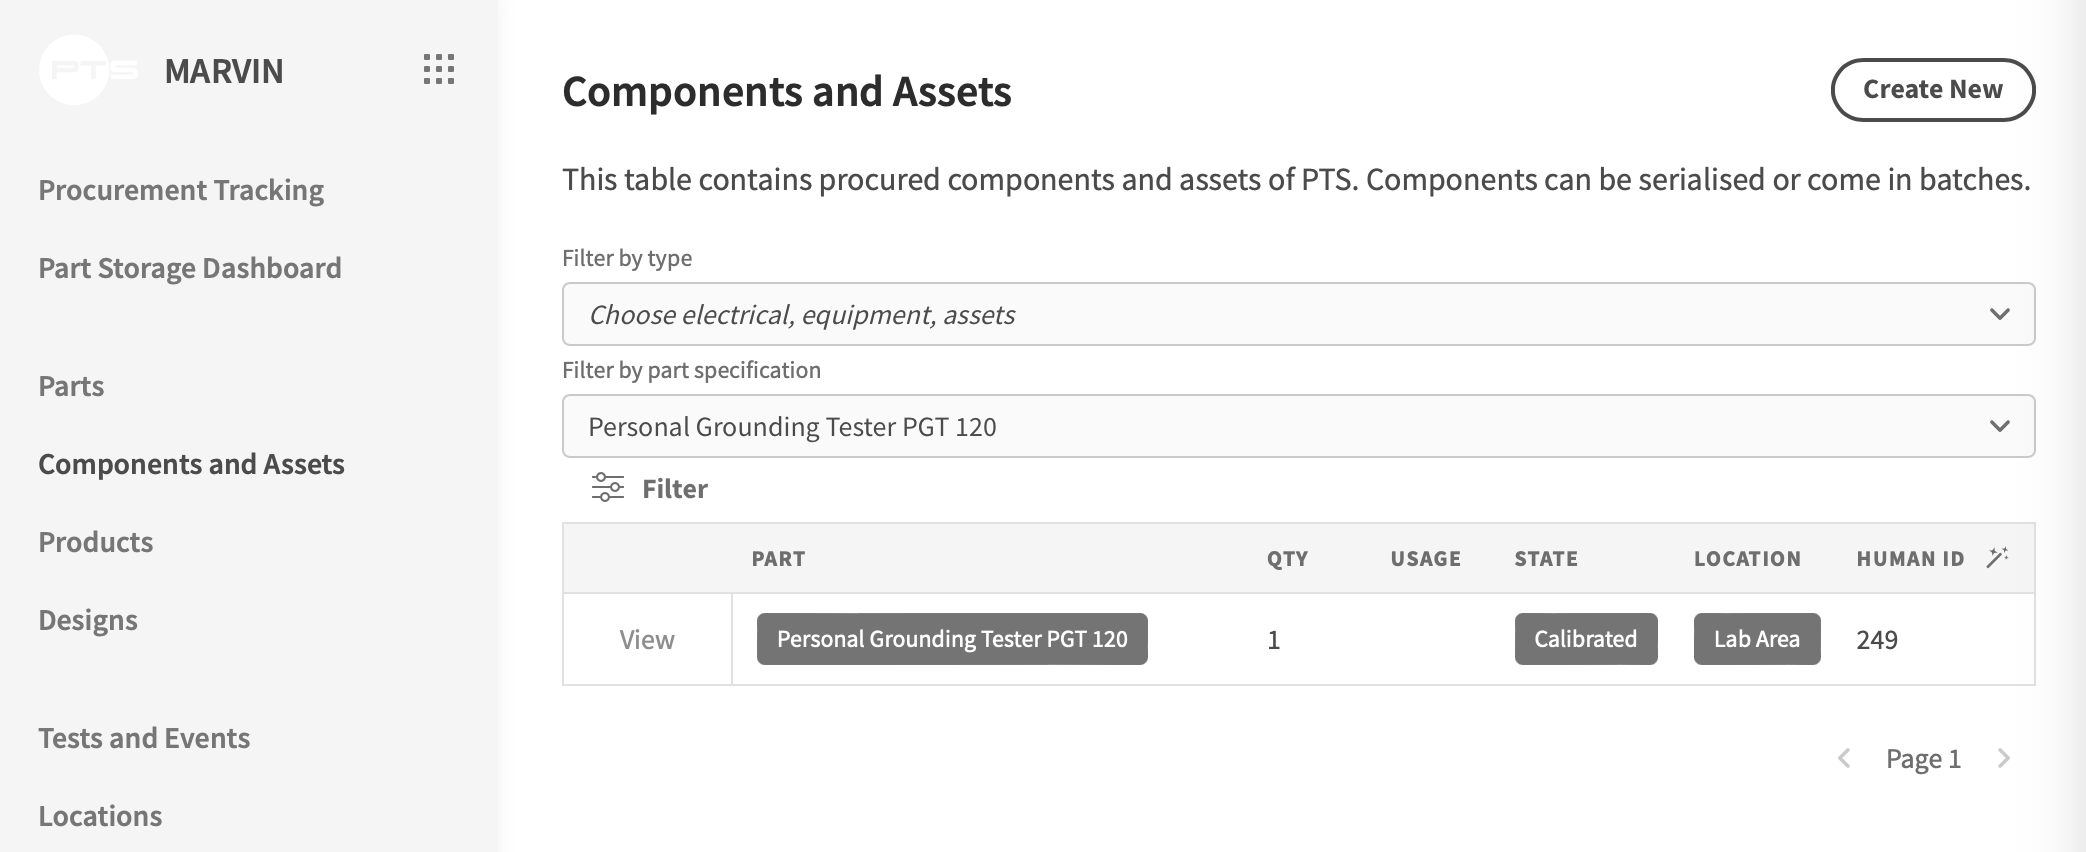 PTS MARVIN
Procurement Tracking
Part Storage Dashboard
Parts
Components and Assets
Products
Designs
Tests and Events
Locations
Components and Assets
Create New
This table contains procured components and assets of PTS. Components can be serialised or come in batches.
Filter by type
Choose electrical, equipment, assets
Filter by part specification
Personal Grounding Tester PGT 120
Filter
PART QTY USAGE STATE LOCATION HUMAN ID
View Personal Grounding Tester PGT 120 1 Calibrated Lab Area 249
Page 1